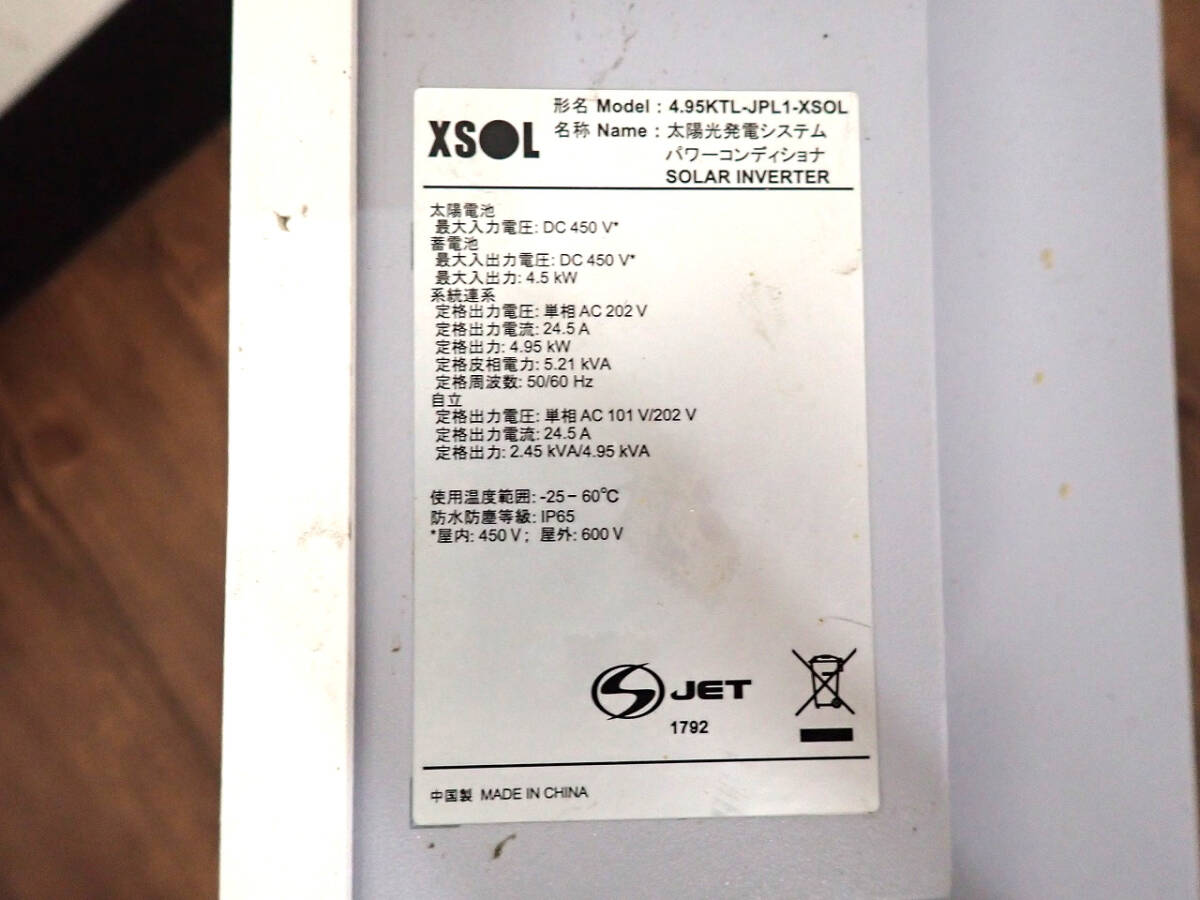 XSOL
形名 Model : 4.95KTL-JPL1-XSOL
名称 Name : 太陽光発電システム
パワーコンディショナ
SOLAR INVERTER
太陽電池
最大入力電圧: DC 450 V*
蓄電池
最大入出力電圧: DC 450 V*
最大入出力: 4.5 kW
系統連系
定格出力電圧: 単相 AC 202 V
定格出力電流: 24.5 A
定格出力: 4.95 kW
定格皮相電力: 5.21 kVA
定格周波数: 50/60 Hz
自立
定格出力電圧: 単相 AC 101 V/202 V
定格出力電流: 24.5 A
定格出力: 2.45 kVA/4.95 kVA
使用温度範囲: -25 – 60℃
防水防塵等級: IP65
*屋内: 450 V ; 屋外: 600 V
JET
1792
中国製 MADE IN CHINA